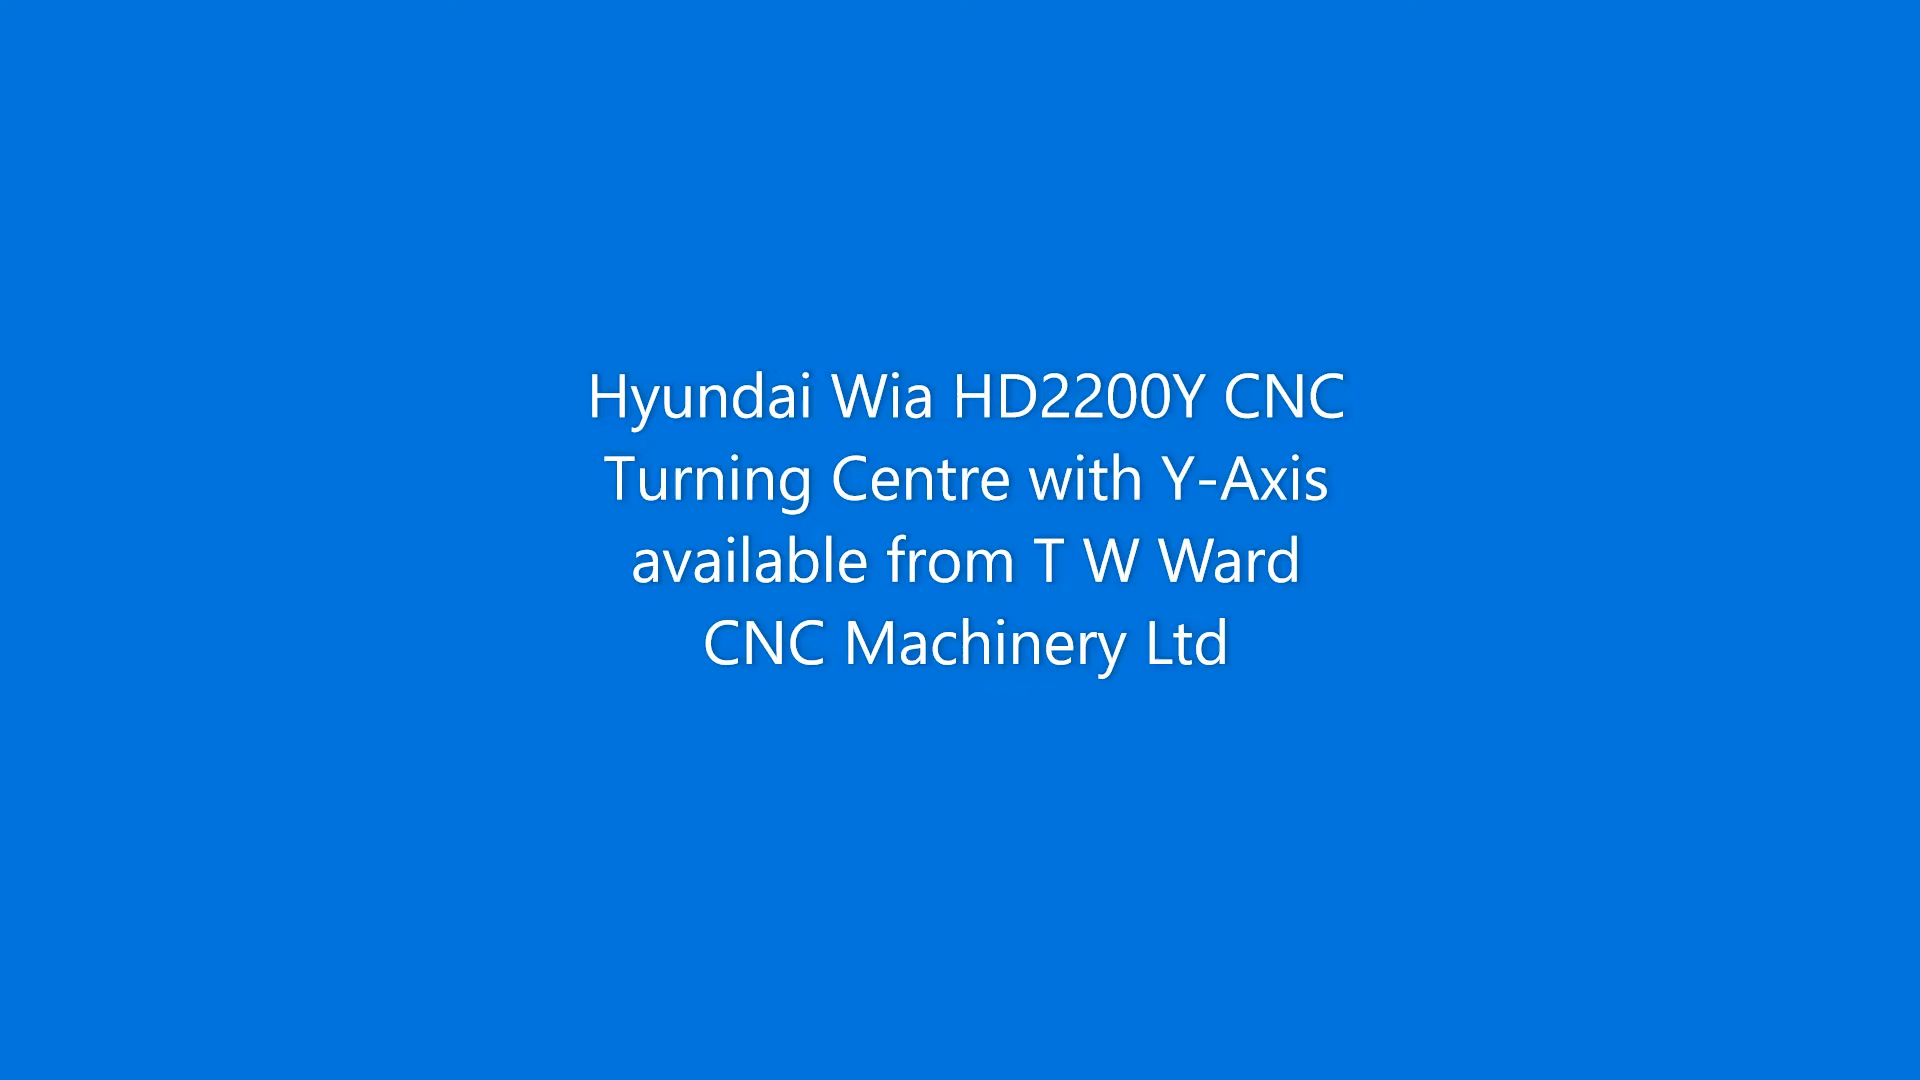 Hyundai Wia HD2200Y CNC
Turning Centre with Y-Axis
available from T W Ward
CNC Machinery Ltd